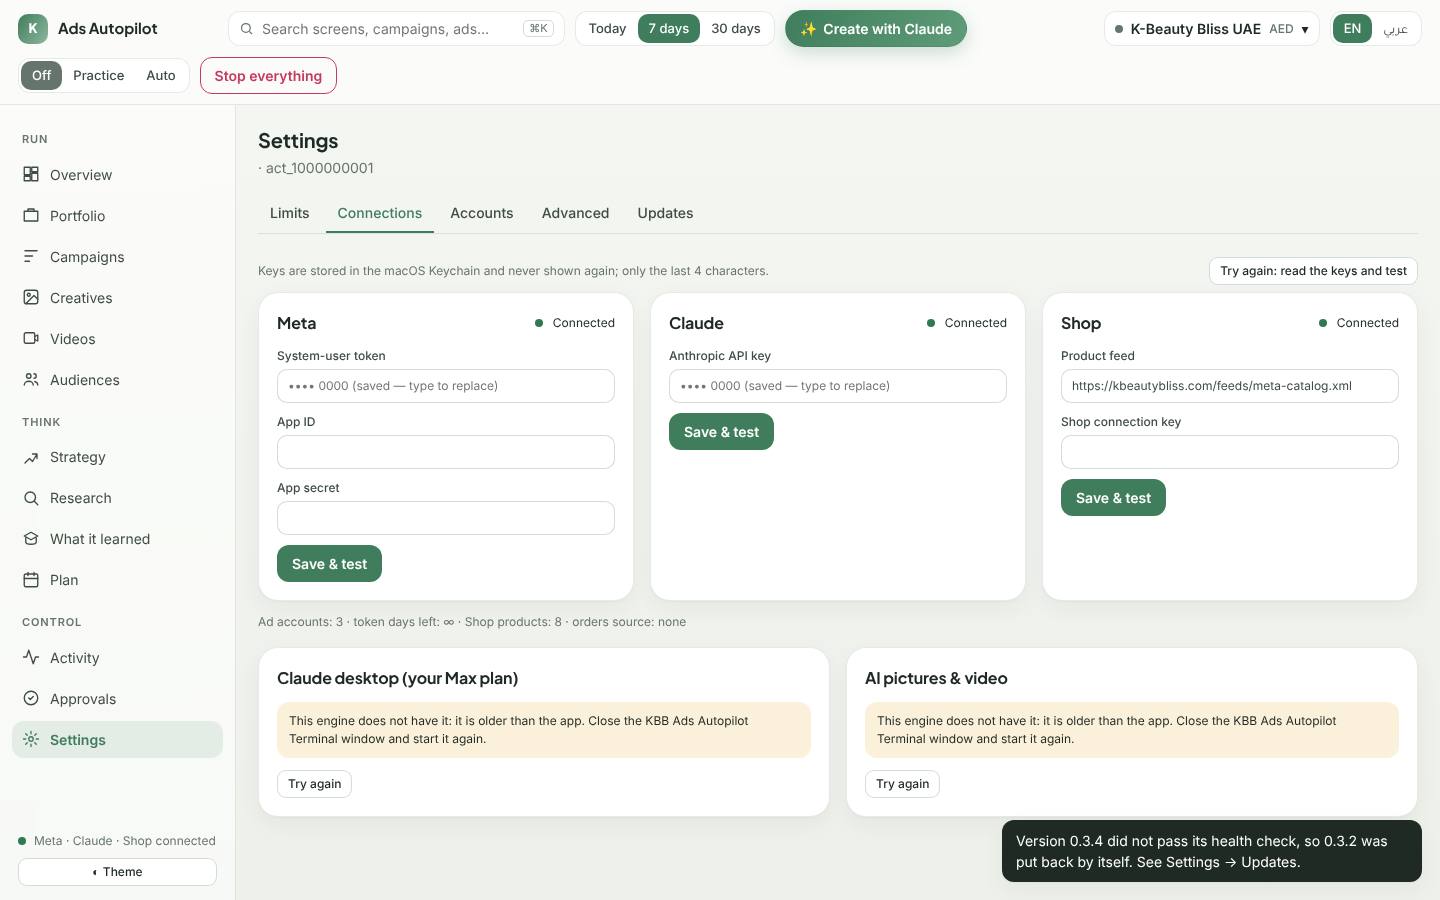 K
Ads Autopilot
Search screens, campaigns, ads...
⌘K
Today
7 days
30 days
✨ Create with Claude
K-Beauty Bliss UAE AED ▾
EN
عربي
Off
Practice
Auto
Stop everything
RUN
Overview
Portfolio
Campaigns
Creatives
Videos
Audiences
THINK
Strategy
Research
What it learned
Plan
CONTROL
Activity
Approvals
Settings
Meta · Claude · Shop connected
Theme
Settings
· act_1000000001
Limits
Connections
Accounts
Advanced
Updates
Keys are stored in the macOS Keychain and never shown again; only the last 4 characters.
Try again: read the keys and test
Meta
Connected
System-user token
•••• 0000 (saved — type to replace)
App ID
App secret
Save & test
Claude
Connected
Anthropic API key
•••• 0000 (saved — type to replace)
Save & test
Shop
Connected
Product feed
https://kbeautybliss.com/feeds/meta-catalog.xml
Shop connection key
Save & test
Ad accounts: 3 · token days left: ∞ · Shop products: 8 · orders source: none
Claude desktop (your Max plan)
This engine does not have it: it is older than the app. Close the KBB Ads Autopilot
Terminal window and start it again.
Try again
AI pictures & video
This engine does not have it: it is older than the app. Close the KBB Ads Autopilot
Terminal window and start it again.
Try again
Version 0.3.4 did not pass its health check, so 0.3.2 was
put back by itself. See Settings → Updates.